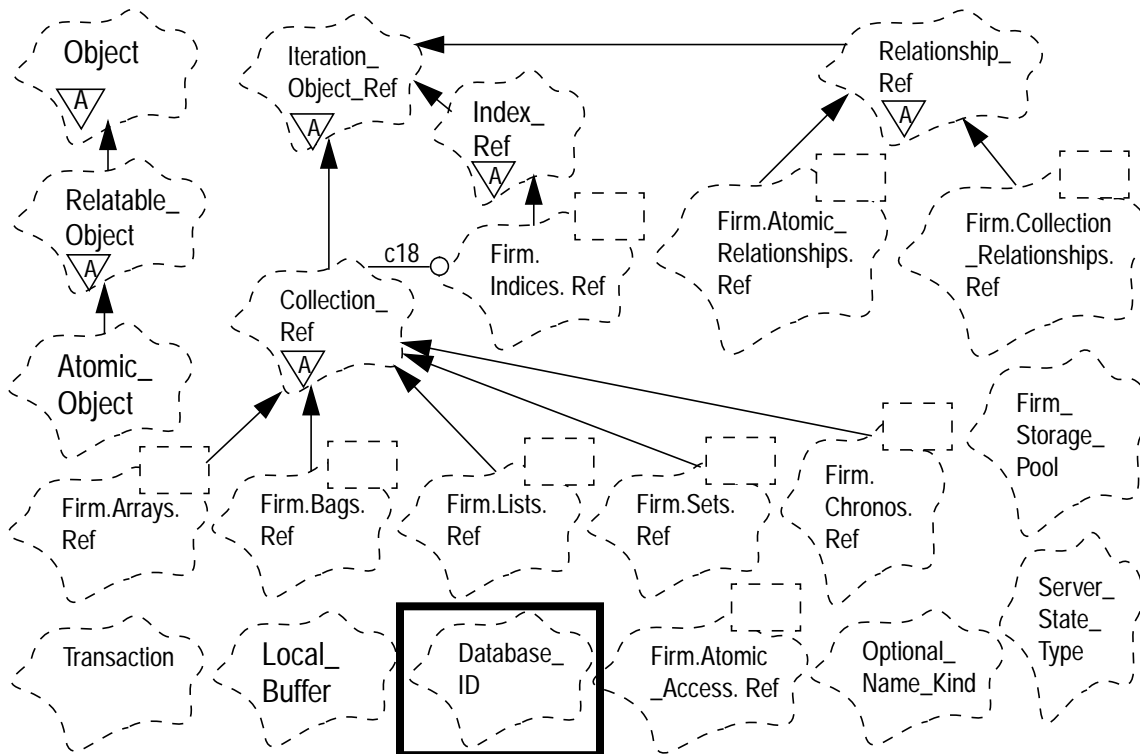 Object
A
Iteration_
Object_Ref
A
Relationship_
Ref
A
Index_
Ref
A
Relatable_
Object
A
Firm.Atomic_
Relationships.
Ref
Firm.Collection
_Relationships.
Ref
c18
Firm.
Indices. Ref
Collection_
Ref
A
Atomic_
Object
Firm_
Storage_
Pool
Firm.Arrays.
Ref
Firm.Bags.
Ref
Firm.Lists.
Ref
Firm.Sets.
Ref
Firm.
Chronos.
Ref
Server_
State_
Type
Transaction
Local_
Buffer
Database_
ID
Firm.Atomic
_Access. Ref
Optional_
Name_Kind